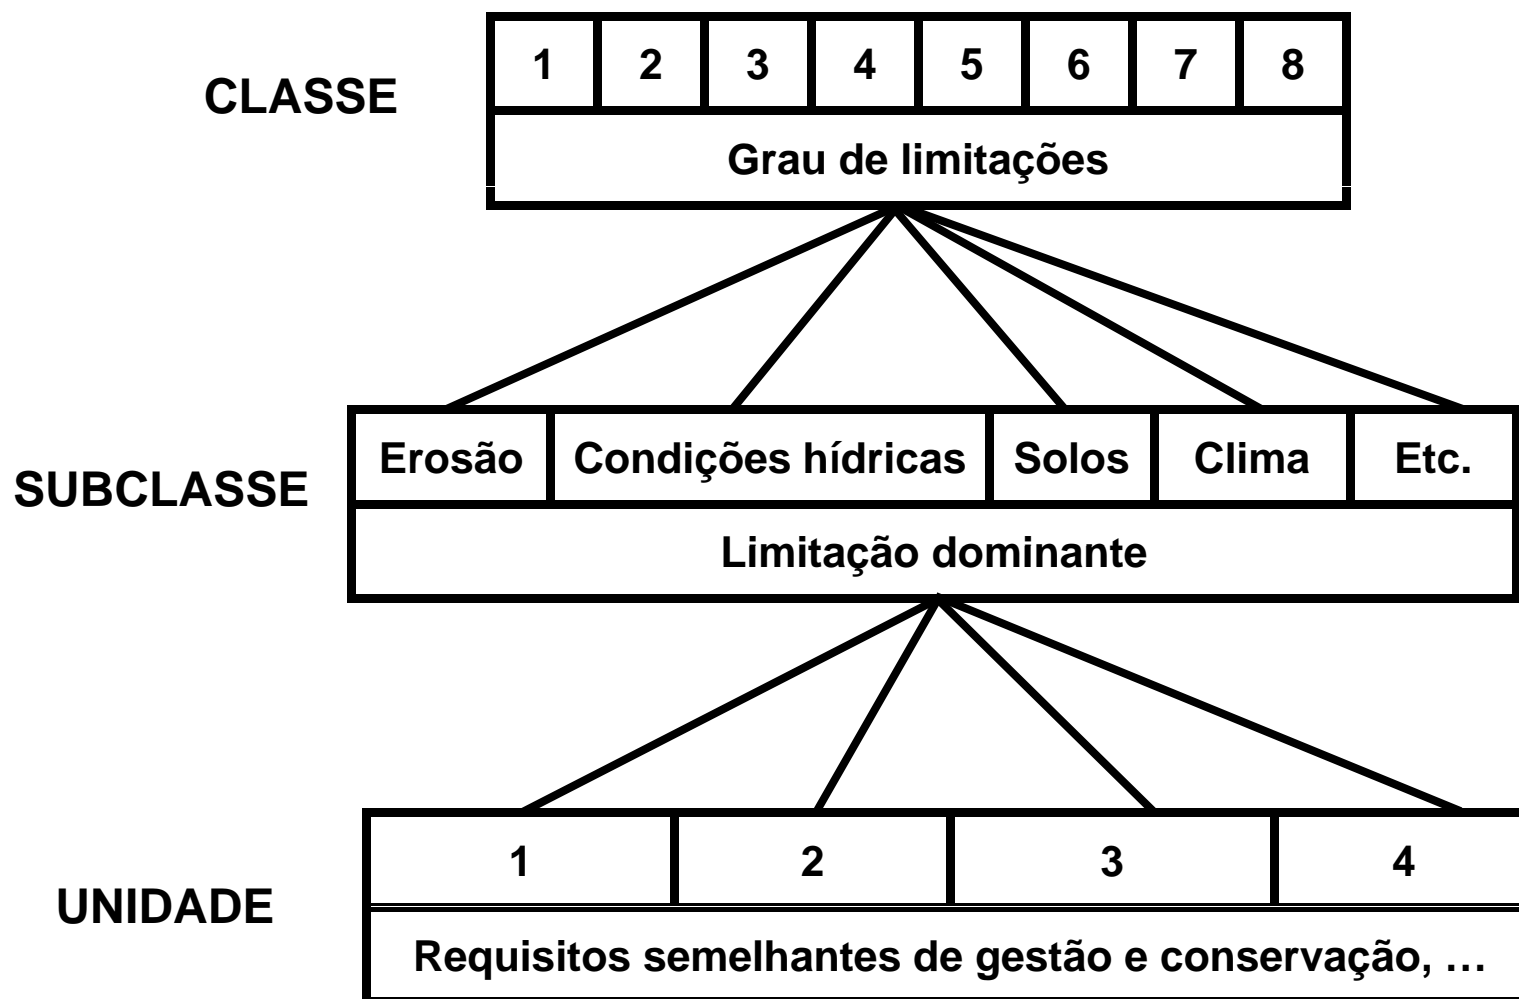 1 2 3 4 5 6 7 8
CLASSE
Grau de limitações
Erosão Condições hídricas Solos Clima Etc.
SUBCLASSE
Limitação dominante
1 2 3 4
UNIDADE
Requisitos semelhantes de gestão e conservação, …